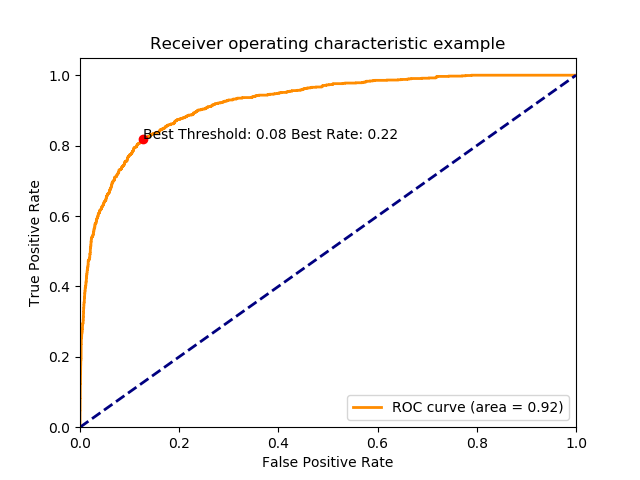 Receiver operating characteristic example
True Positive Rate
1.0
0.8
0.6
0.4
0.2
0.0
Best Threshold: 0.08 Best Rate: 0.22
ROC curve (area = 0.92)
0.0 0.2 0.4 0.6 0.8 1.0
False Positive Rate